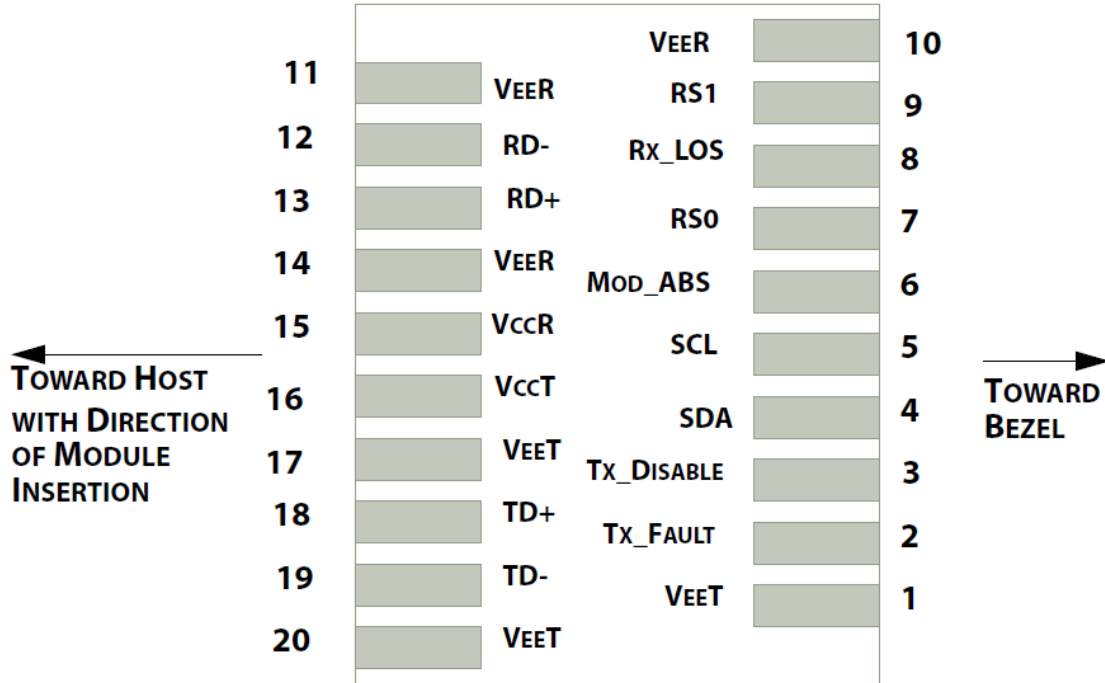 VEER 10
11 VEER
RS1 9
12 RD-
RX_LOS 8
13 RD+
RS0 7
14 VEER
MOD_ABS 6
15 VCCR
SCL 5
TOWARD HOST
WITH DIRECTION
OF MODULE
INSERTION
TOWARD
BEZEL
16 VCCT
SDA 4
17 VEET
TX_DISABLE 3
18 TD+
TX_FAULT 2
19 TD-
VEET 1
20 VEET